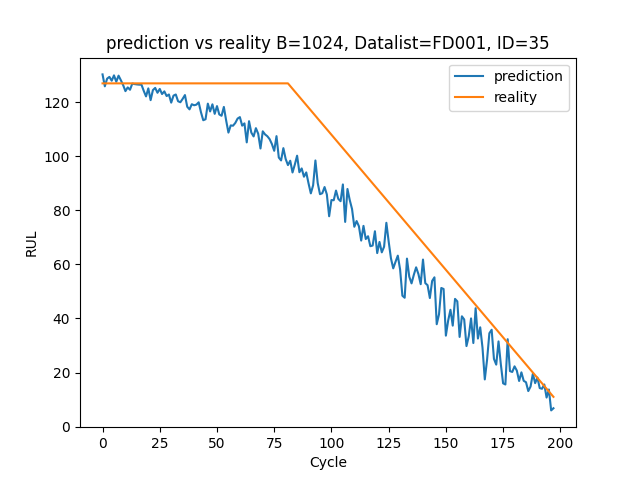 prediction vs reality B=1024, Datalist=FD001, ID=35
prediction
reality
RUL
120
100
80
60
40
20
0
0 25 50 75 100 125 150 175 200
Cycle